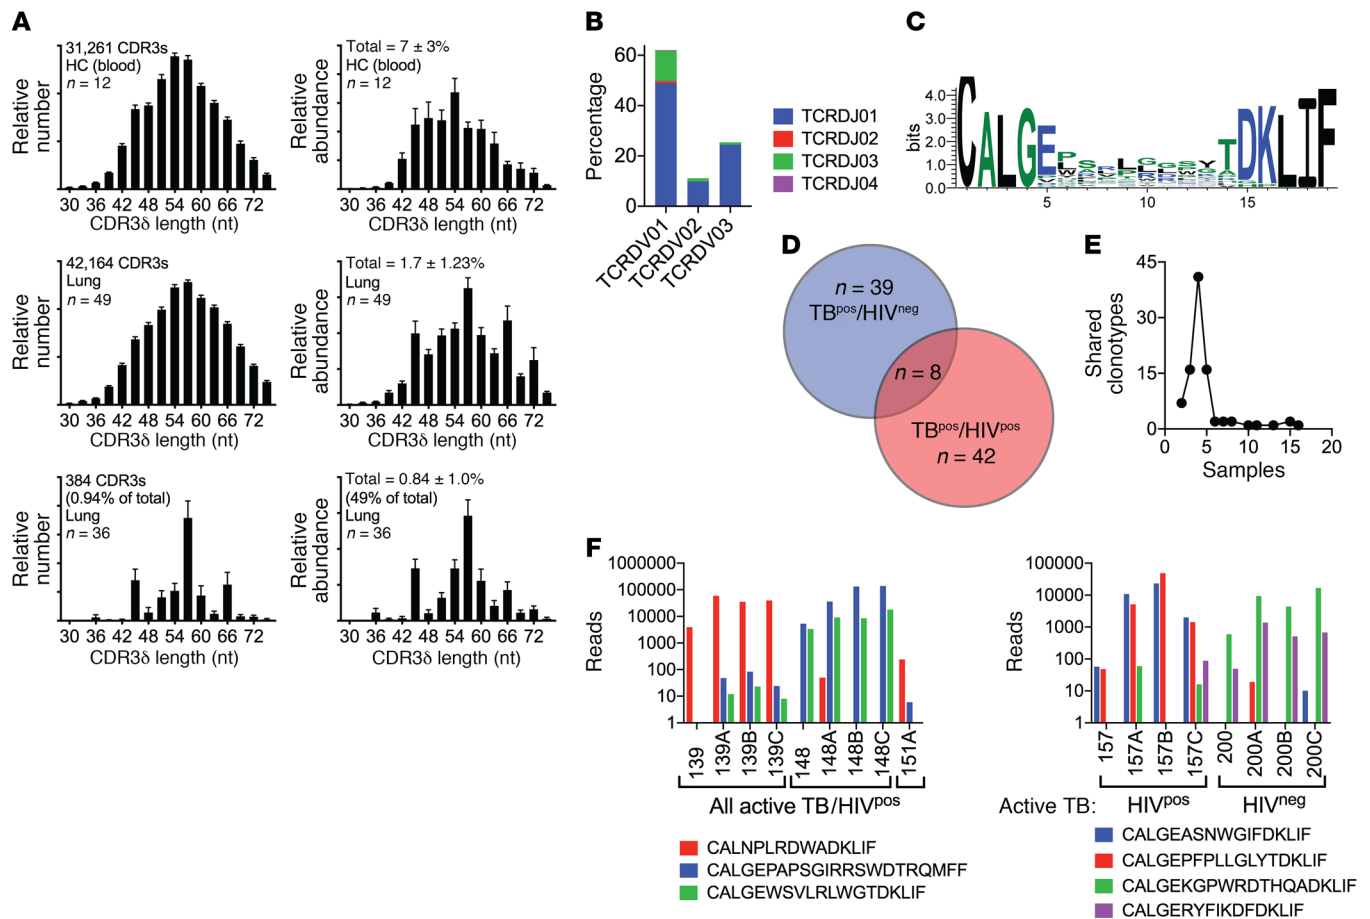 A
31,261 CDR3s
HC (blood)
n = 12
Relative number
30 36 42 48 54 60 66 72
CDR3δ length (nt)
Total = 7 ± 3%
HC (blood)
n = 12
Relative abundance
30 36 42 48 54 60 66 72
CDR3δ length (nt)
42,164 CDR3s
Lung
n = 49
Relative number
30 36 42 48 54 60 66 72
CDR3δ length (nt)
Total = 1.7 ± 1.23%
Lung
n = 49
Relative abundance
30 36 42 48 54 60 66 72
CDR3δ length (nt)
384 CDR3s
(0.94% of total)
Lung
n = 36
Relative number
30 36 42 48 54 60 66 72
CDR3δ length (nt)
Total = 0.84 ± 1.0%
(49% of total)
Lung
n = 36
Relative abundance
30 36 42 48 54 60 66 72
CDR3δ length (nt)
B
Percentage
60
40
20
0
TCRDV01
TCRDV02
TCRDV03
TCRDJ01
TCRDJ02
TCRDJ03
TCRDJ04
C
bits
4.0
3.0
2.0
1.0
0.0
CALGE TDKLIF
5 10 15
D
n = 39
TBpos/HIVneg
n = 8
TBpos/HIVpos
n = 42
E
Shared clonotypes
45
30
15
0
0 5 10 15 20
Samples
F
Reads
1000000
100000
10000
1000
100
10
1
139 139A 139B 139C 148 148A 148B 148C 151A
All active TB/HIVpos
CALNPLRDWADKLIF
CALGEPAPSGIRRSWDTRQMFF
CALGEWSVLRLWGTDKLIF
Reads
100000
10000
1000
100
10
1
157 157A 157B 157C 200 200A 200B 200C
Active TB: HIVpos HIVneg
CALGEASNWGIFDKLIF
CALGEPFPLLGLYTDKLIF
CALGEKGPWRDTHQADKLIF
CALGERYFIKDFDKLIF